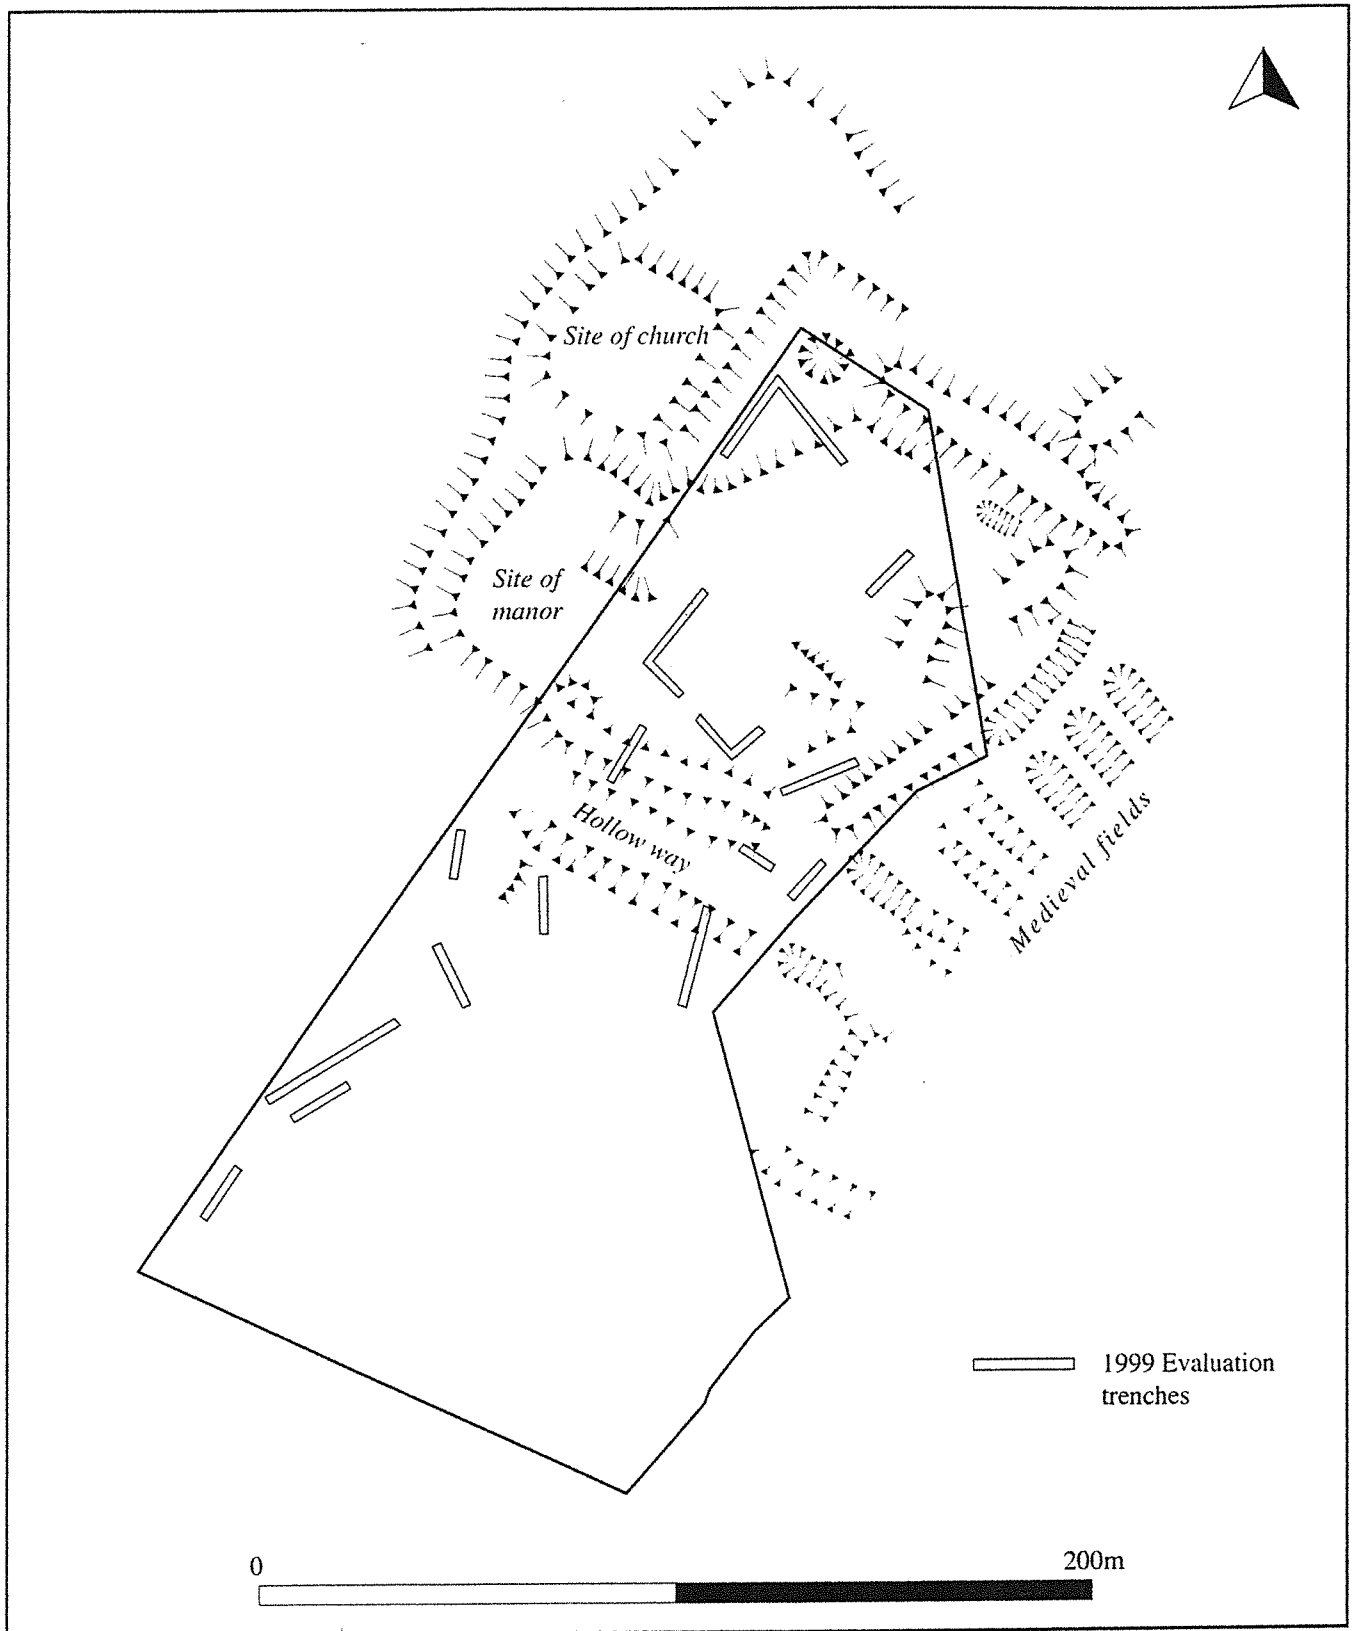 Site of church
Site of
manor
Hollow way
Medieval fields
1999 Evaluation
trenches
0
200m